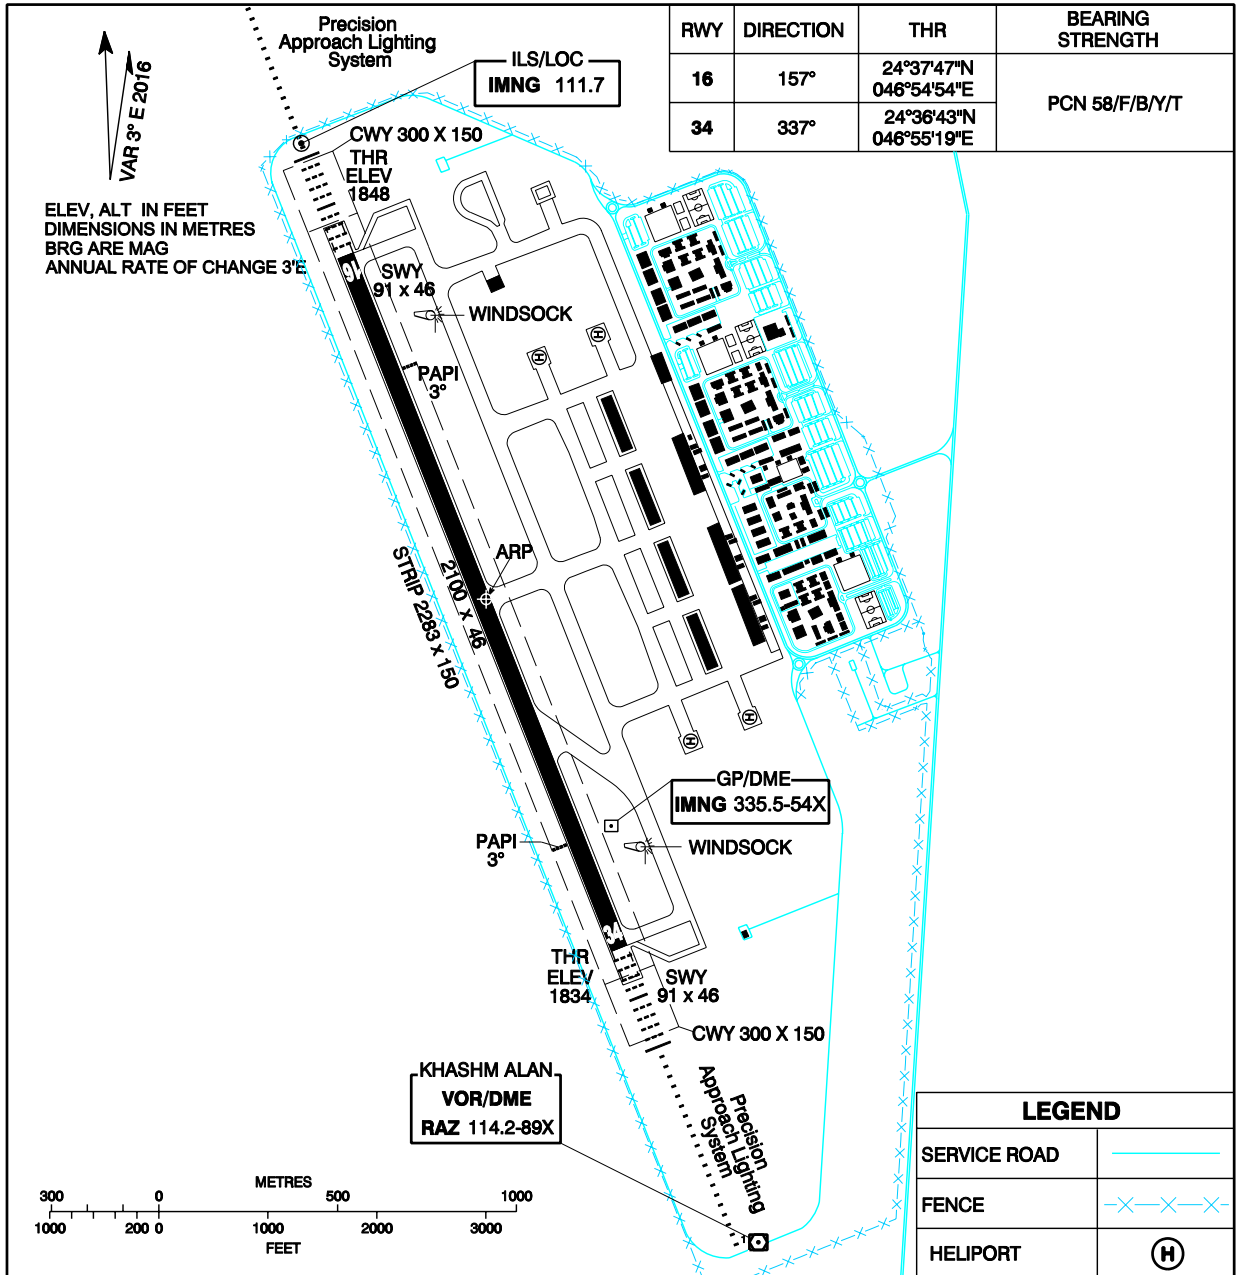 Precision
Approach Lighting
System
ILS/LOC
IMNG 111.7
RWY DIRECTION THR BEARING STRENGTH
16 157° 24°37'47"N 046°54'54"E PCN 58/F/B/Y/T
34 337° 24°36'43"N 046°55'19"E
VAR 3° E 2016
ELEV, ALT IN FEET
DIMENSIONS IN METRES
BRG ARE MAG
ANNUAL RATE OF CHANGE 3'E
CWY 300 X 150
THR
ELEV
1848
16
SWY
91 x 46
WINDSOCK
H
H
PAPI
3°
ARP
2100 x 46
STRIP 2283 x 150
H
H
GP/DME
IMNG 335.5-54X
PAPI
3°
WINDSOCK
34
THR
ELEV
1834
SWY
91 x 46
CWY 300 X 150
KHASHM ALAN
VOR/DME
RAZ 114.2-89X
Precision
Approach Lighting
System
METRES
300 0 500 1000
1000 200 0 1000 2000 3000
FEET
LEGEND
SERVICE ROAD
FENCE
HELIPORT H